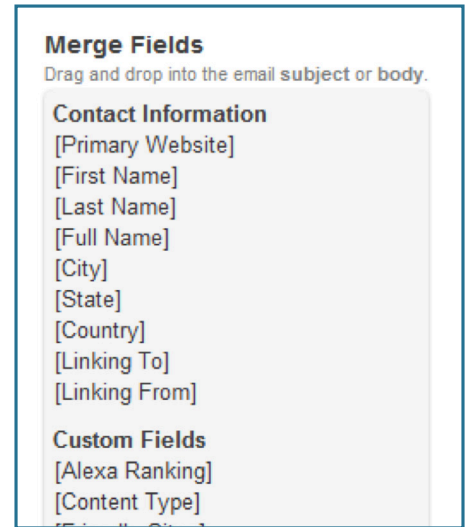 Merge Fields
Drag and drop into the email subject or body.
Contact Information
[Primary Website]
[First Name]
[Last Name]
[Full Name]
[City]
[State]
[Country]
[Linking To]
[Linking From]
Custom Fields
[Alexa Ranking]
[Content Type]